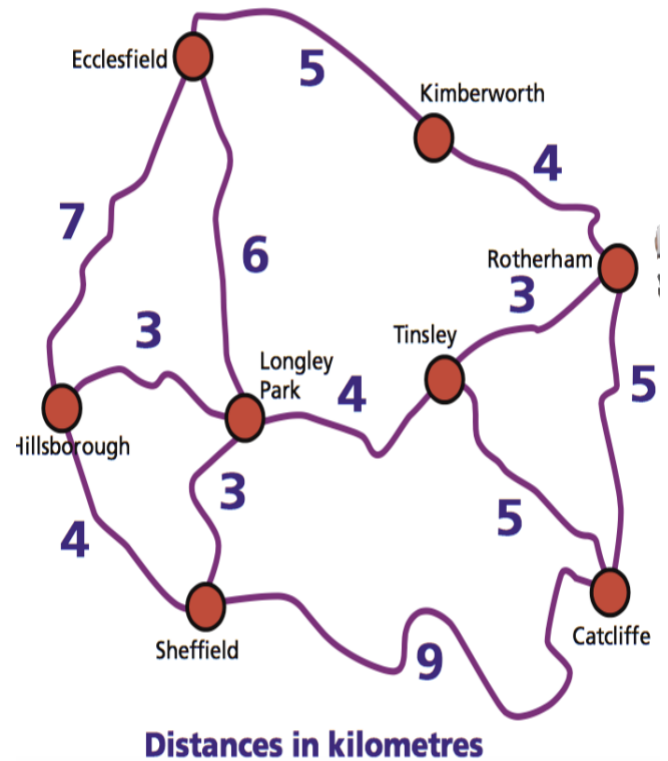 Ecclesfield
5
Kimberworth
4
7
6
Rotherham
3
3
Tinsley
Longley
Park
4
5
Hillsborough
3
5
4
Sheffield
9
Catcliffe
Distances in kilometres